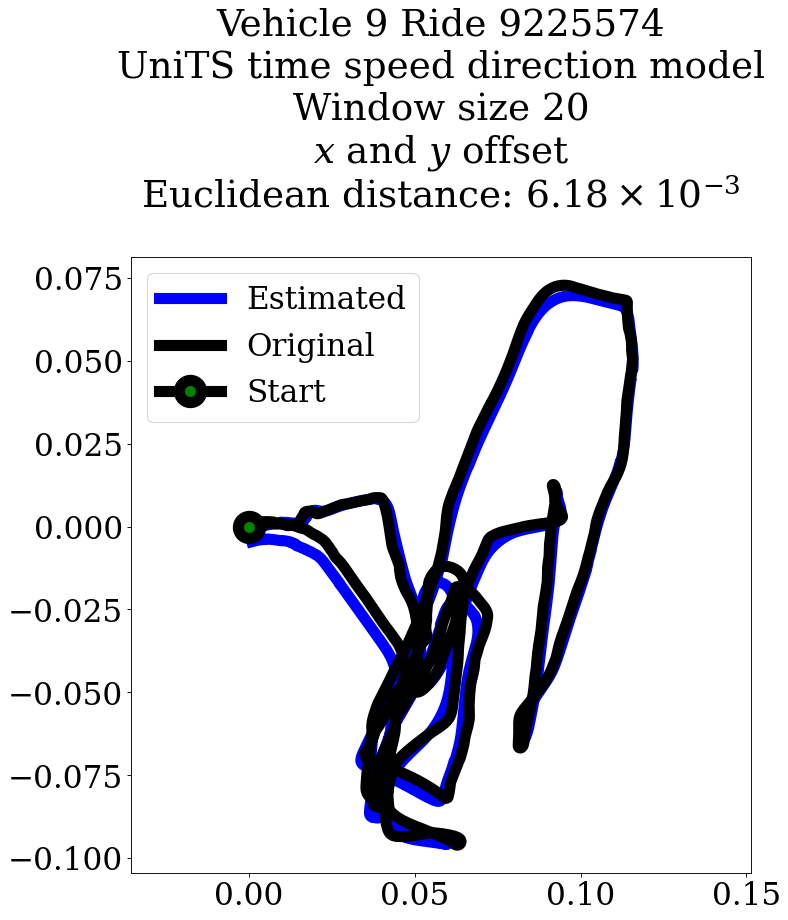 Vehicle 9 Ride 9225574
UniTS time speed direction model
Window size 20
x and y offset
Euclidean distance: 6.18 × 10⁻³
Estimated
Original
Start
0.075
0.050
0.025
0.000
−0.025
−0.050
−0.075
−0.100
0.00 0.05 0.10 0.15